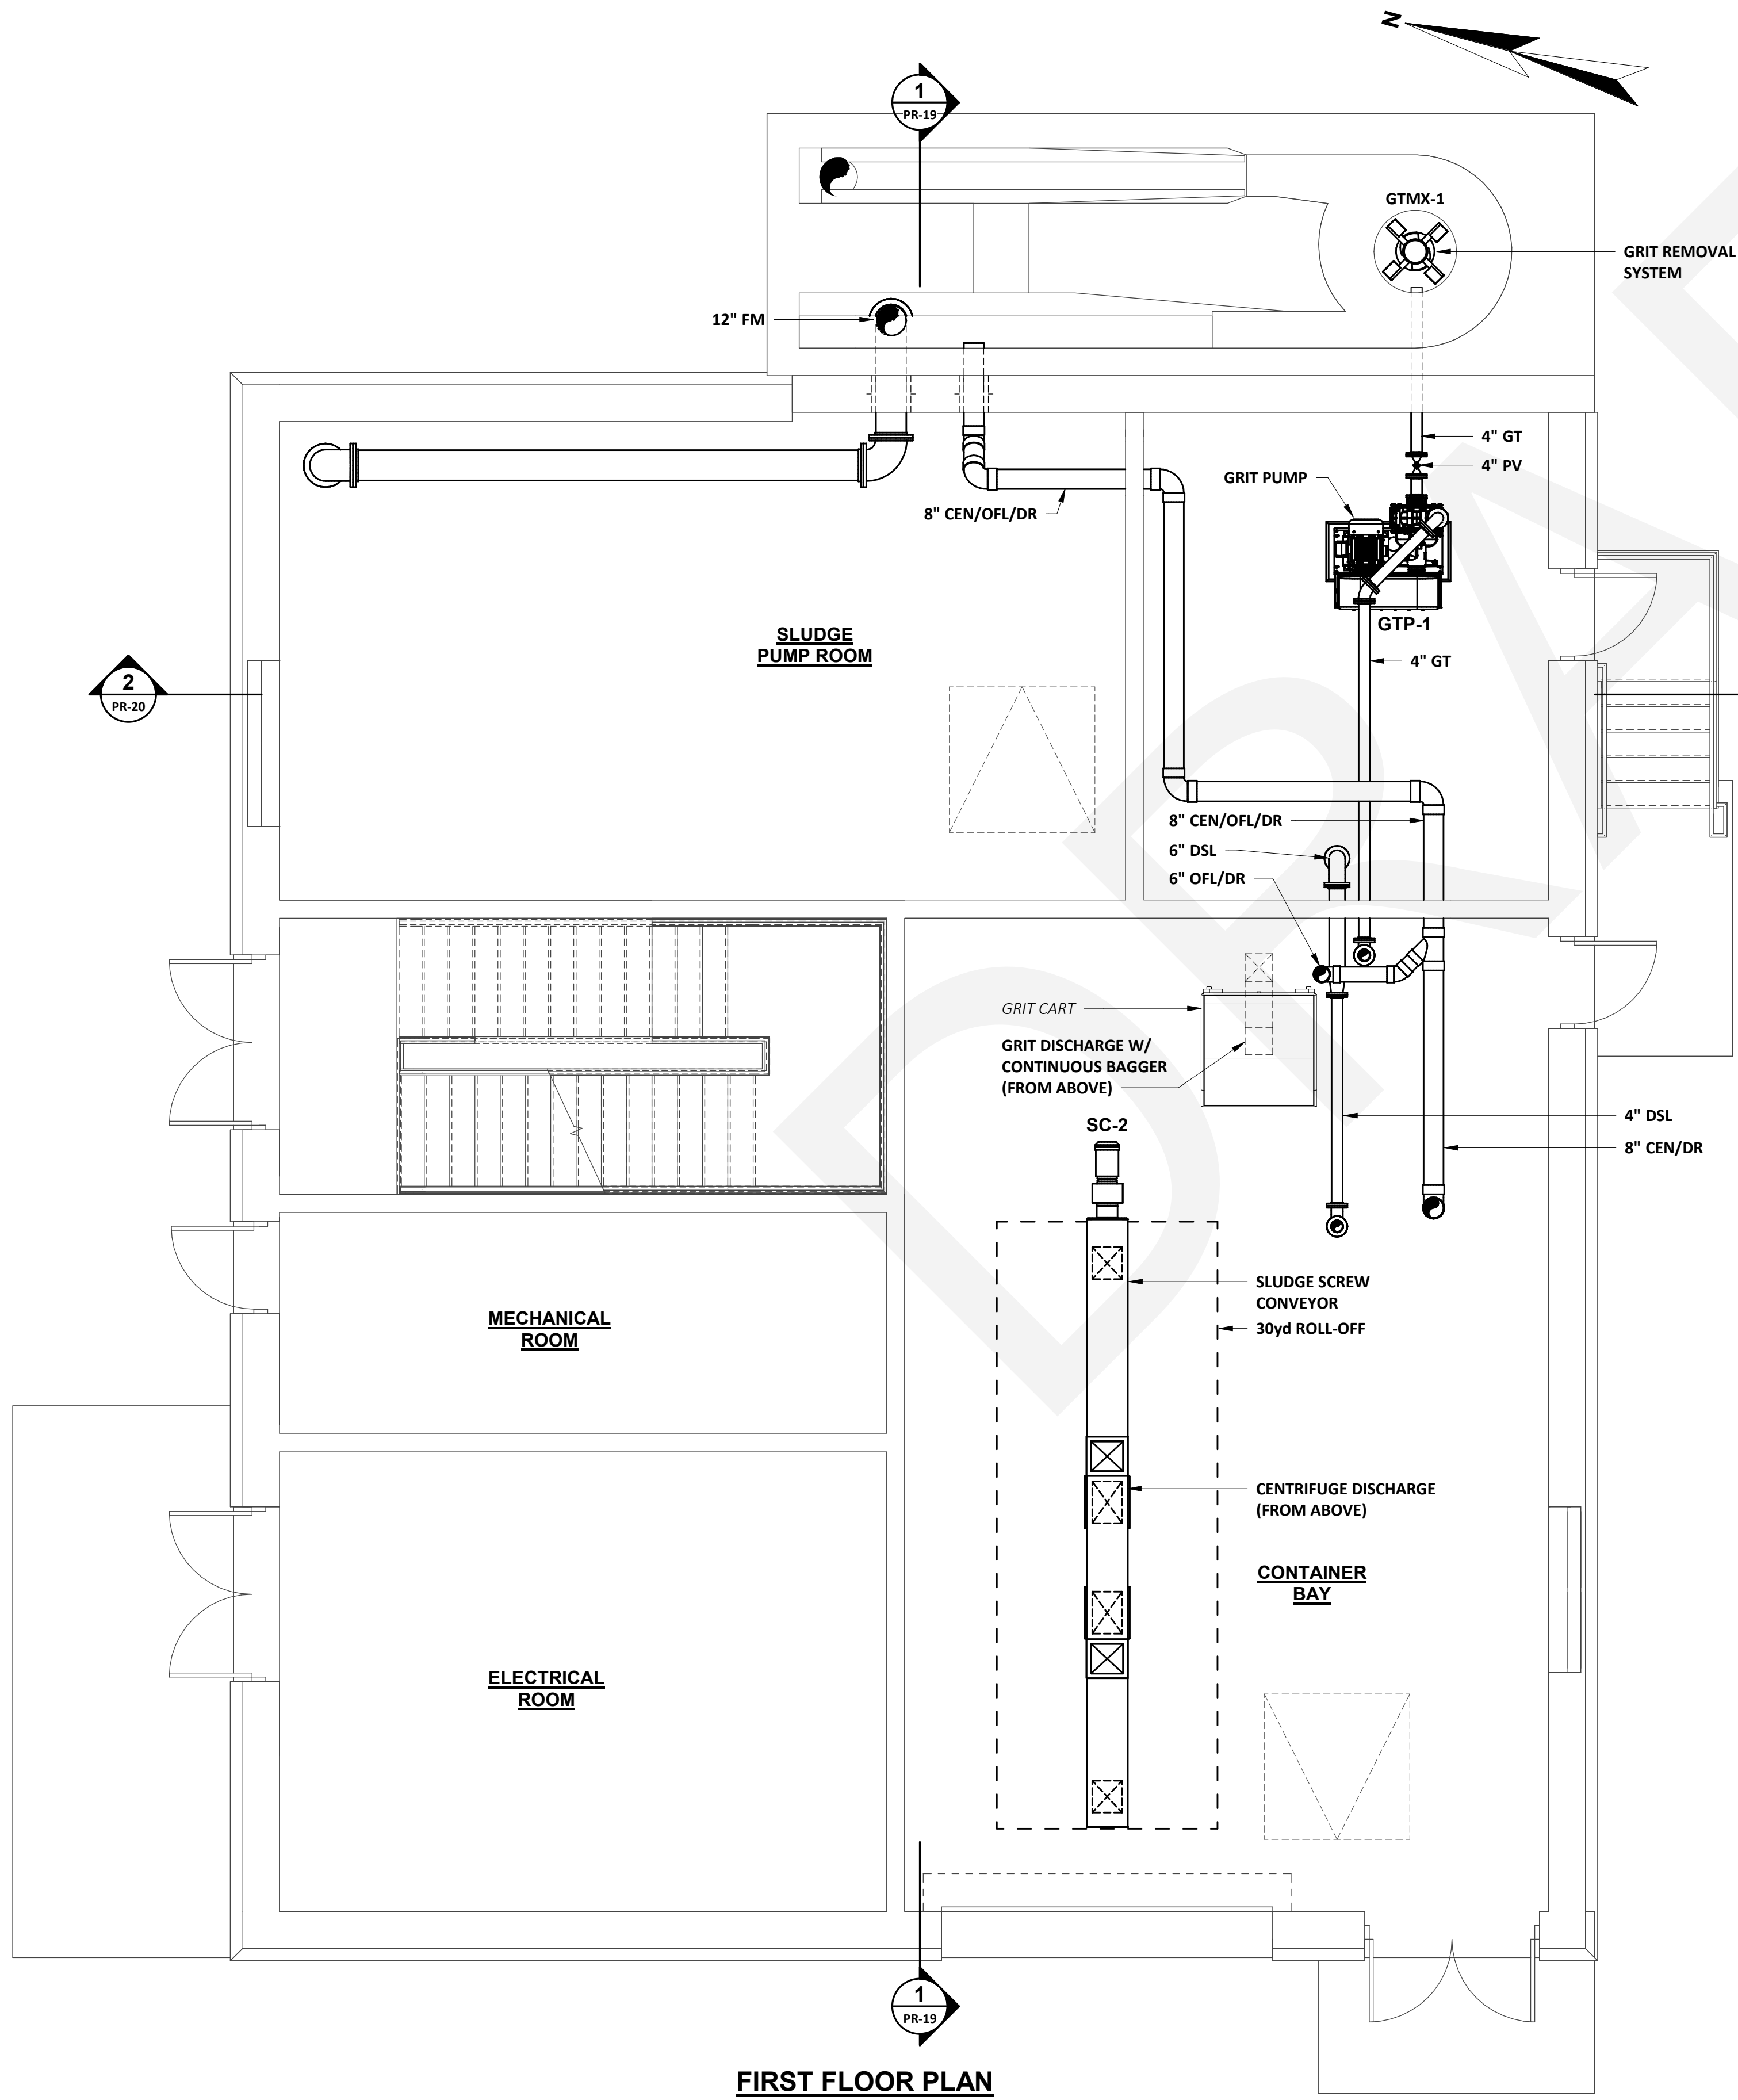 N
1
PR-19
GTMX-1
GRIT REMOVAL
SYSTEM
12" FM
4" GT
4" PV
GRIT PUMP
8" CEN/OFL/DR
GTP-1
SLUDGE
PUMP ROOM
4" GT
2
PR-20
8" CEN/OFL/DR
6" DSL
6" OFL/DR
GRIT CART
GRIT DISCHARGE W/
CONTINUOUS BAGGER
(FROM ABOVE)
4" DSL
SC-2
8" CEN/DR
SLUDGE SCREW
CONVEYOR
MECHANICAL
ROOM
30yd ROLL-OFF
CENTRIFUGE DISCHARGE
(FROM ABOVE)
CONTAINER
BAY
ELECTRICAL
ROOM
1
PR-19
FIRST FLOOR PLAN
DRA